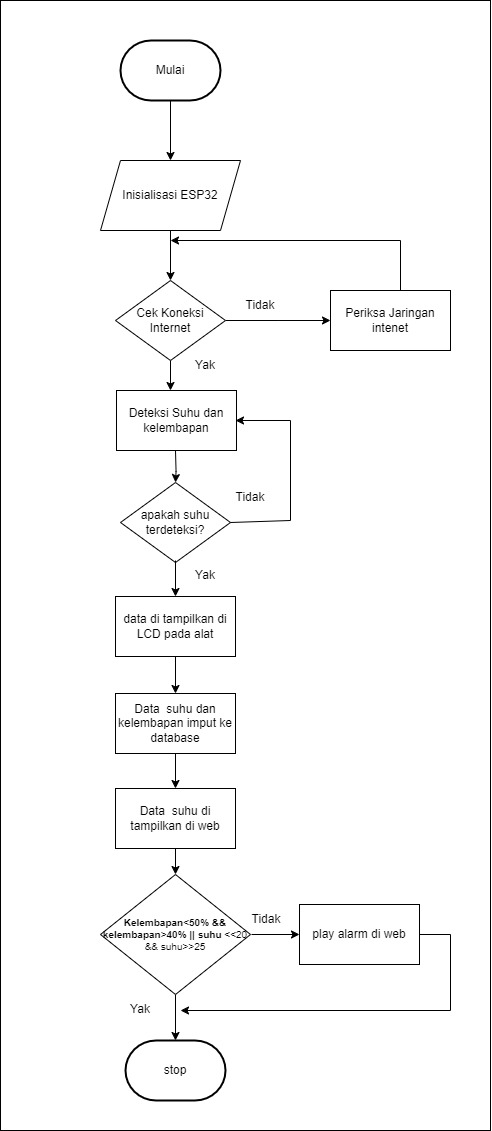 Mulai
Inisialisasi ESP32
Cek Koneksi
Internet
Tidak
Periksa Jaringan
intenet
Yak
Deteksi Suhu dan
kelembapan
apakah suhu
terdeteksi?
Tidak
Yak
data di tampilkan di
LCD pada alat
Data suhu dan
kelembapan imput ke
database
Data suhu di
tampilkan di web
Kelembapan<50% &&
kelembapan>40% || suhu <<20
&& suhu>>25
Tidak
play alarm di web
Yak
stop